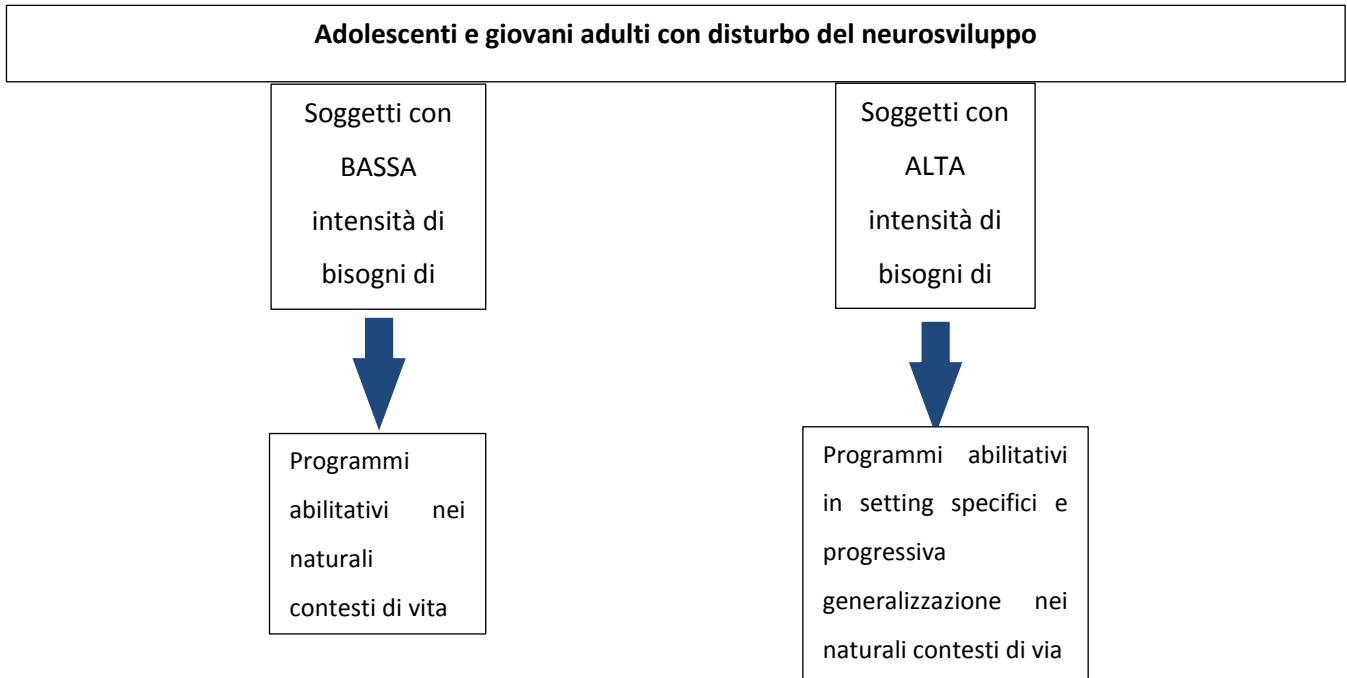 Adolescenti e giovani adulti con disturbo del neurosviluppo
Soggetti con
BASSA
intensità di
bisogni di
Soggetti con
ALTA
intensità di
bisogni di
Programmi
abilitativi nei
naturali
contesti di vita
Programmi abilitativi
in setting specifici e
progressiva
generalizzazione nei
naturali contesti di via